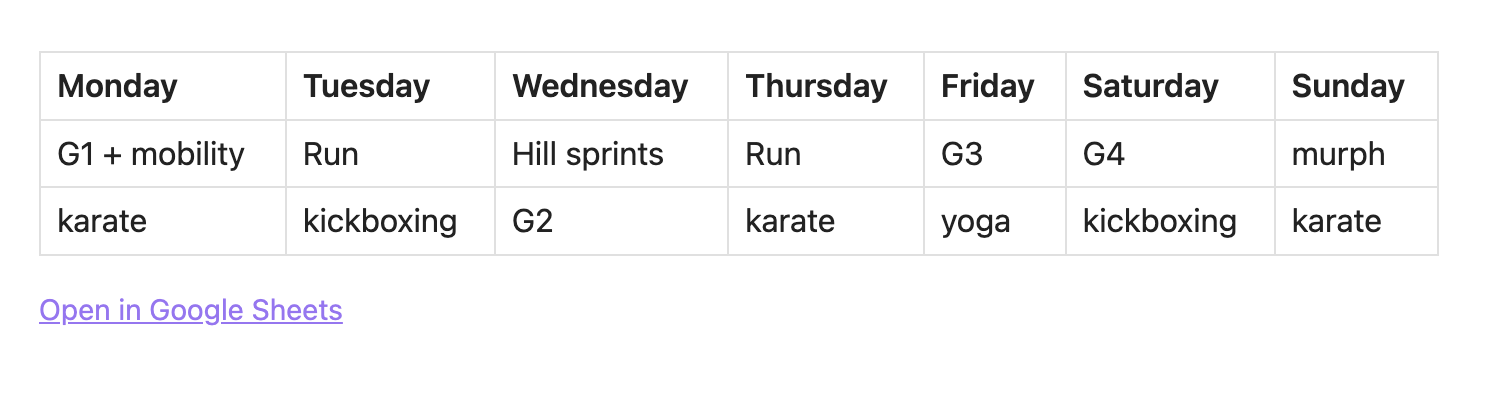 Monday Tuesday Wednesday Thursday Friday Saturday Sunday
G1 + mobility Run Hill sprints Run G3 G4 murph
karate kickboxing G2 karate yoga kickboxing karate
Open in Google Sheets